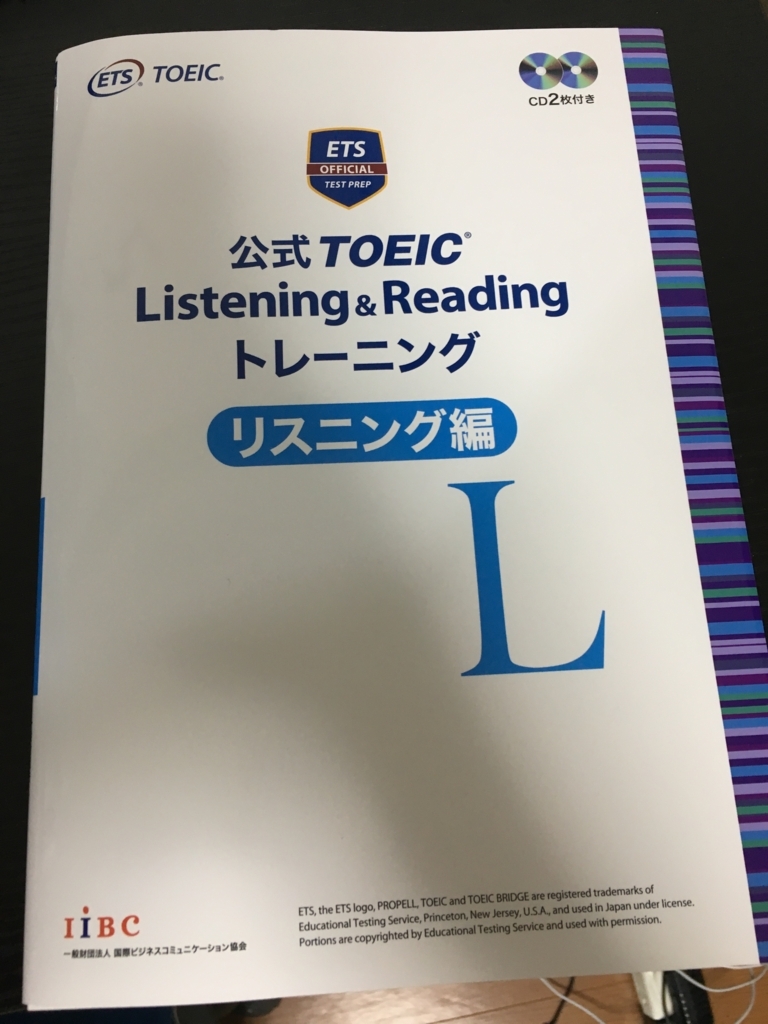 ETS® TOEIC®
CD2枚付き
ETS
OFFICIAL
TEST PREP
公式 TOEIC®
Listening & Reading
トレーニング
リスニング編
L
IIBC
一般財団法人 国際ビジネスコミュニケーション協会
ETS, the ETS logo, PROPELL, TOEIC and TOEIC BRIDGE are registered trademarks of
Educational Testing Service, Princeton, New Jersey, U.S.A., and used in Japan under license.
Portions are copyrighted by Educational Testing Service and used with permission.